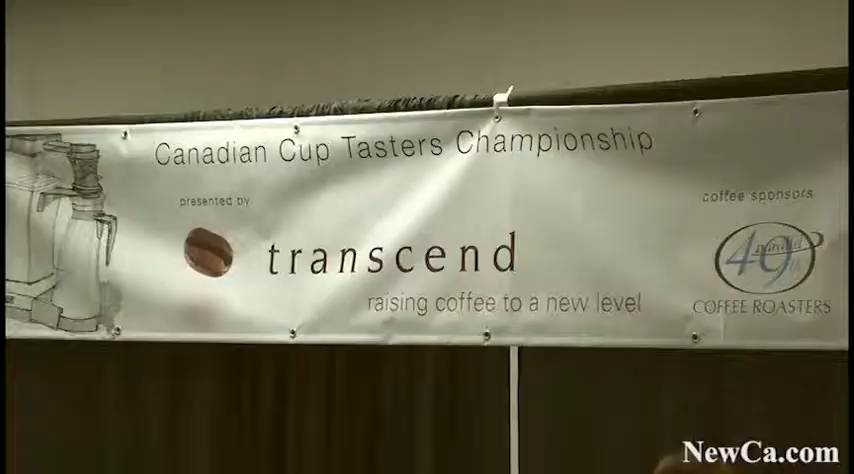 Canadian Cup Tasters Championship
presented by
transcend
raising coffee to a new level
coffee sponsors
49th parallel
COFFEE ROASTERS
NewCa.com